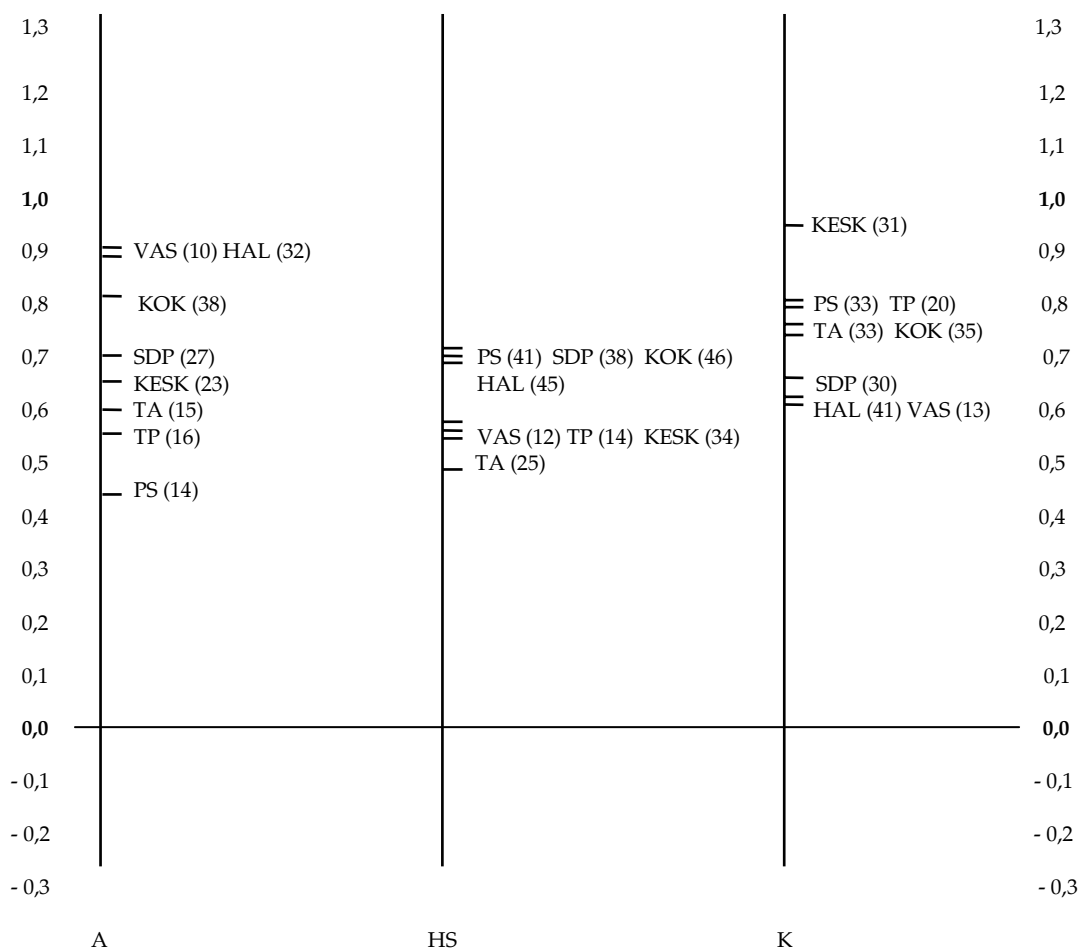 1,3 1,3
1,2 1,2
1,1 1,1
1,0 1,0
KESK (31)
0,9 VAS (10) HAL (32) 0,9
0,8 KOK (38) PS (33) TP (20) 0,8
TA (33) KOK (35)
0,7 SDP (27) PS (41) SDP (38) KOK (46) 0,7
KESK (23) HAL (45) SDP (30)
0,6 TA (15) HAL (41) VAS (13) 0,6
TP (16) VAS (12) TP (14) KESK (34)
0,5 TA (25) 0,5
PS (14)
0,4 0,4
0,3 0,3
0,2 0,2
0,1 0,1
0,0 0,0
- 0,1 - 0,1
- 0,2 - 0,2
- 0,3 - 0,3
A HS K